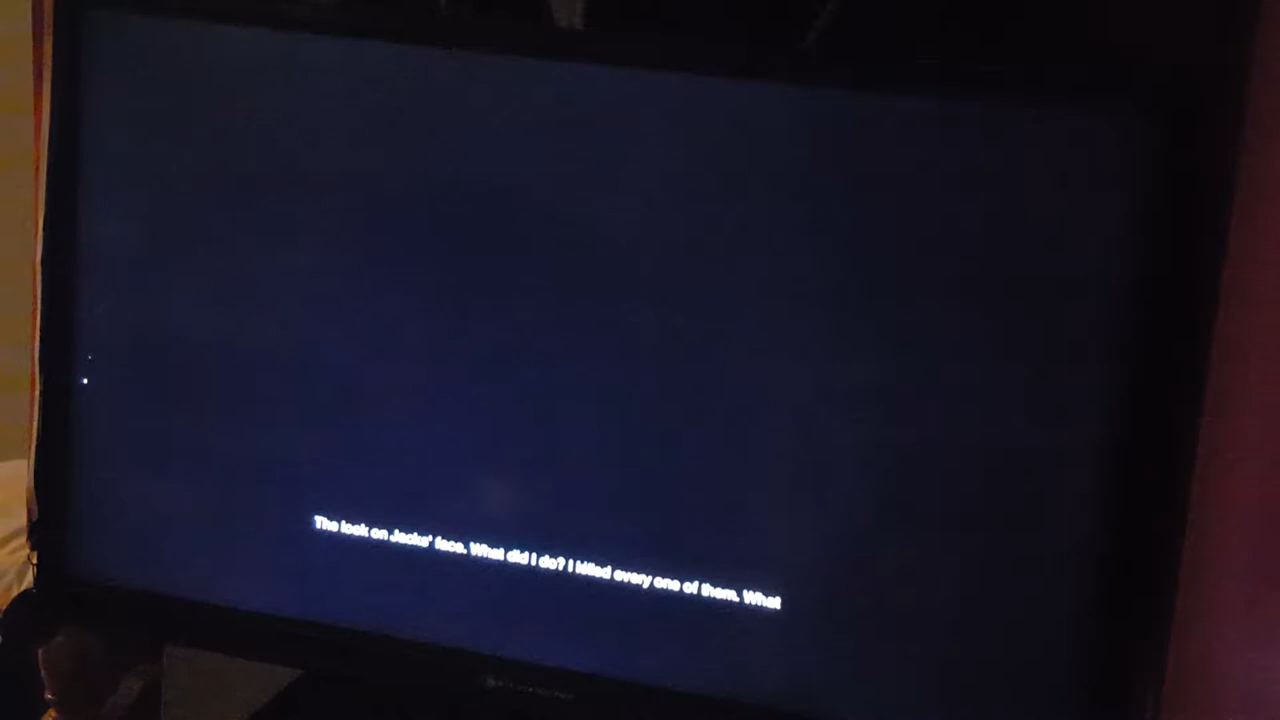 The look on Jacks' face. What did I do? I killed every one of them. What